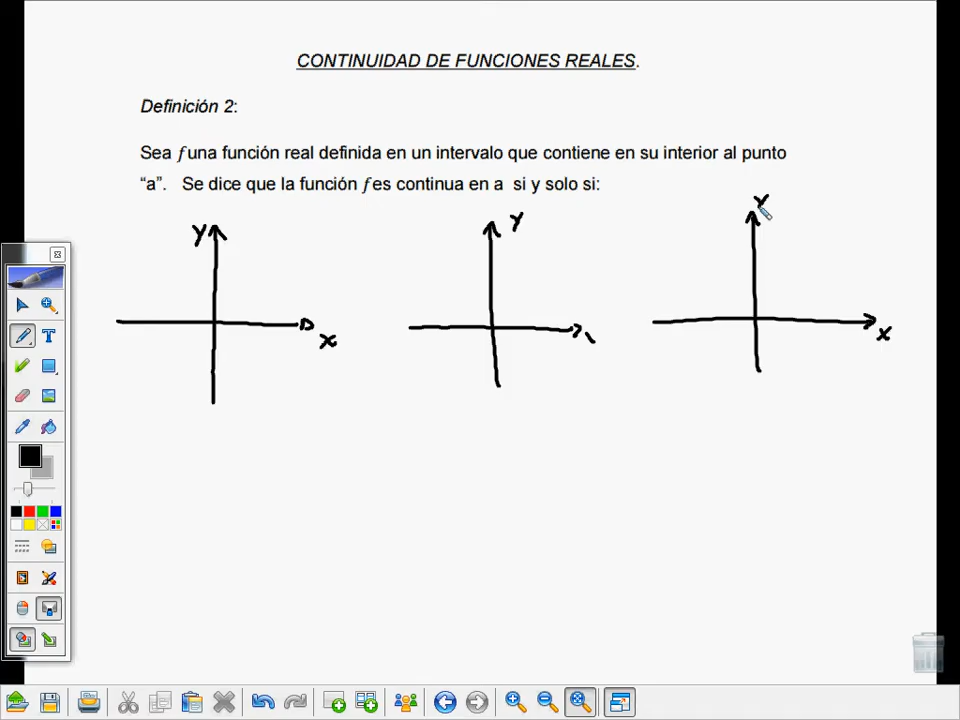 CONTINUIDAD DE FUNCIONES REALES.
Definición 2:
Sea f una función real definida en un intervalo que contiene en su interior al punto
“a”. Se dice que la función f es continua en a si y solo si:
y
y
y
x
x
T